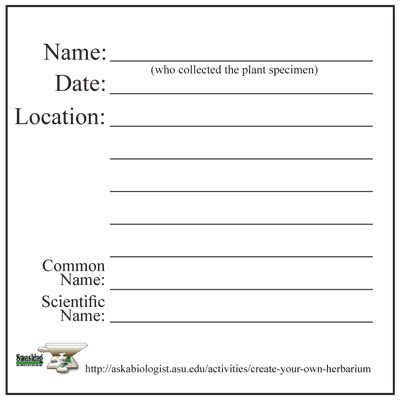 Name:
(who collected the plant specimen)
Date:
Location:
Common
Name:
Scientific
Name:
http://askabiologist.asu.edu/activities/create-your-own-herbarium